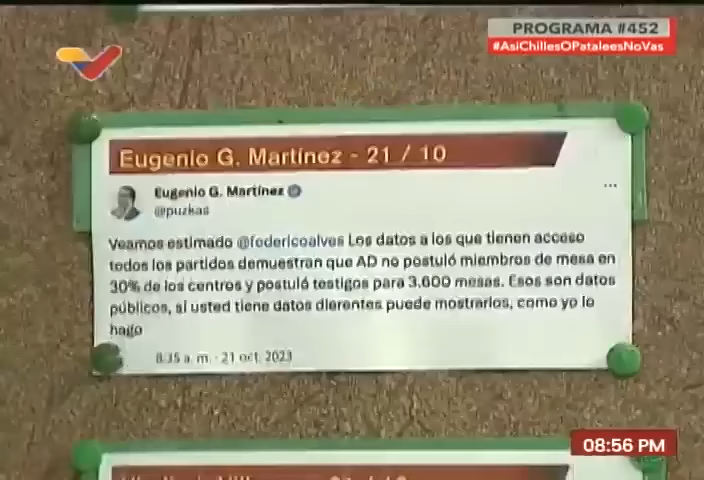 PROGRAMA #452
#AsíChillesOPataleesNoVas
Eugenio G. Martínez - 21 / 10
Eugenio G. Martínez
@puzkas
Veamos estimado @federicoalves Los datos a los que tienen acceso
todos los partidos demuestran que AD no postuló miembros de mesa en
30% de los centros y postuló testigos para 3.600 mesas. Esos son datos
públicos, si usted tiene datos dierentes puede mostrarlos, como yo lo
hago
8:35 a. m. · 21 oct. 2023
08:56 PM